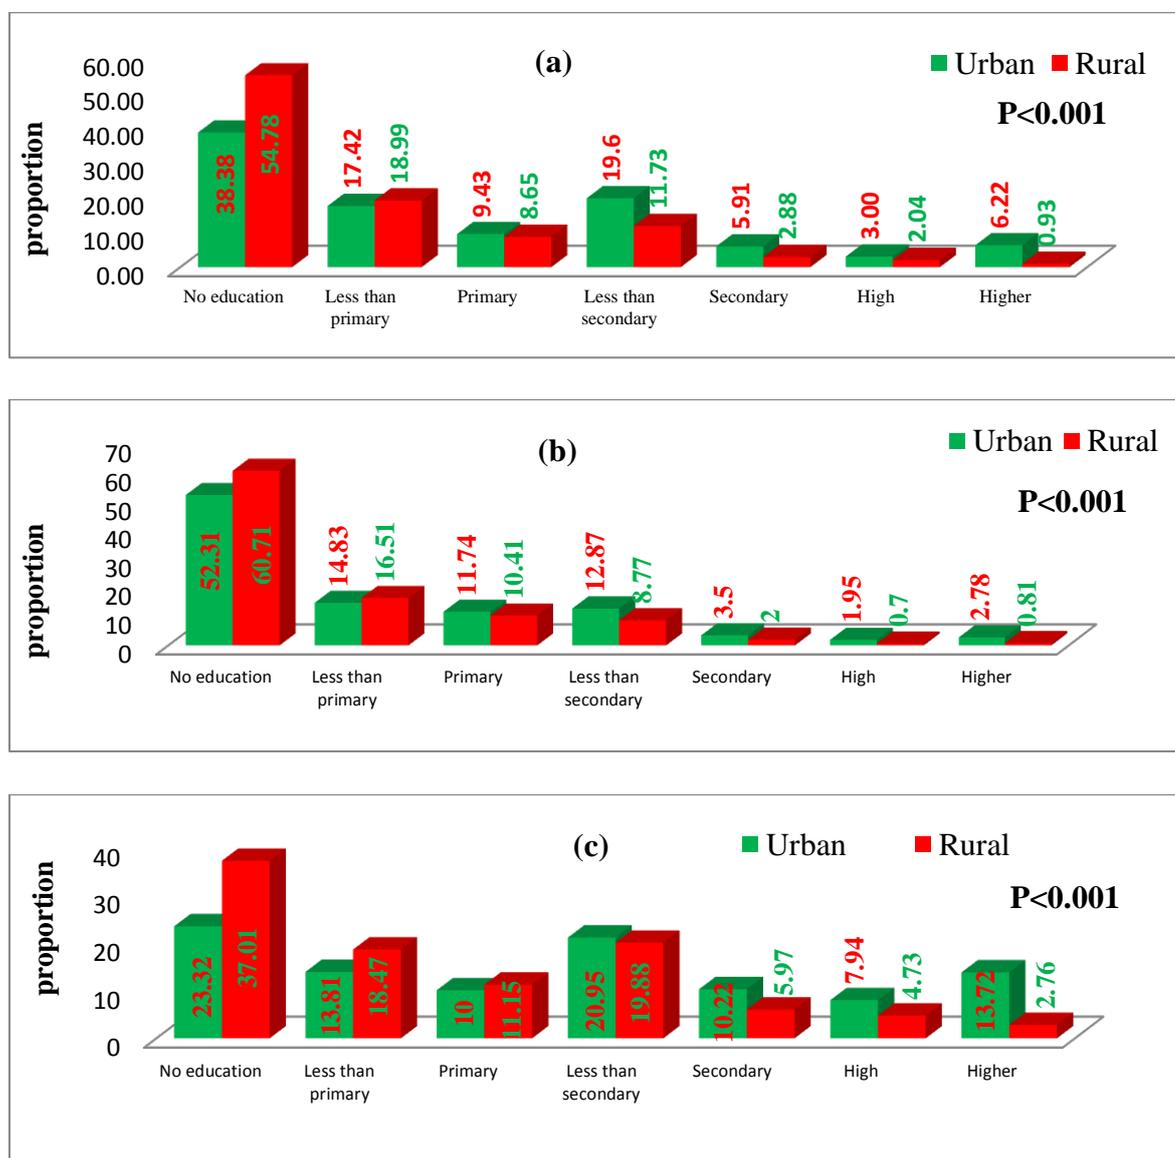 (a)
Urban Rural
P<0.001
proportion
60.00
50.00
40.00
30.00
20.00
10.00
0.00
38.38 54.78 17.42 18.99 9.43 8.65 19.6 11.73 5.91 2.88 3.00 2.04 6.22 0.93
No education Less than Primary Less than Secondary High Higher
primary secondary
(b)
Urban Rural
P<0.001
proportion
70
60
50
40
30
20
10
0
52.31 60.71 14.83 16.51 11.74 10.41 12.87 8.77 3.5 2 1.95 0.7 2.78 0.81
No education Less than Primary Less than Secondary High Higher
primary secondary
(c)
Urban Rural
P<0.001
proportion
40
30
20
10
0
23.32 37.01 13.81 18.47 10 11.15 20.95 19.88 10.22 5.97 7.94 4.73 13.72 2.76
No education Less than Primary Less than Secondary High Higher
primary secondary